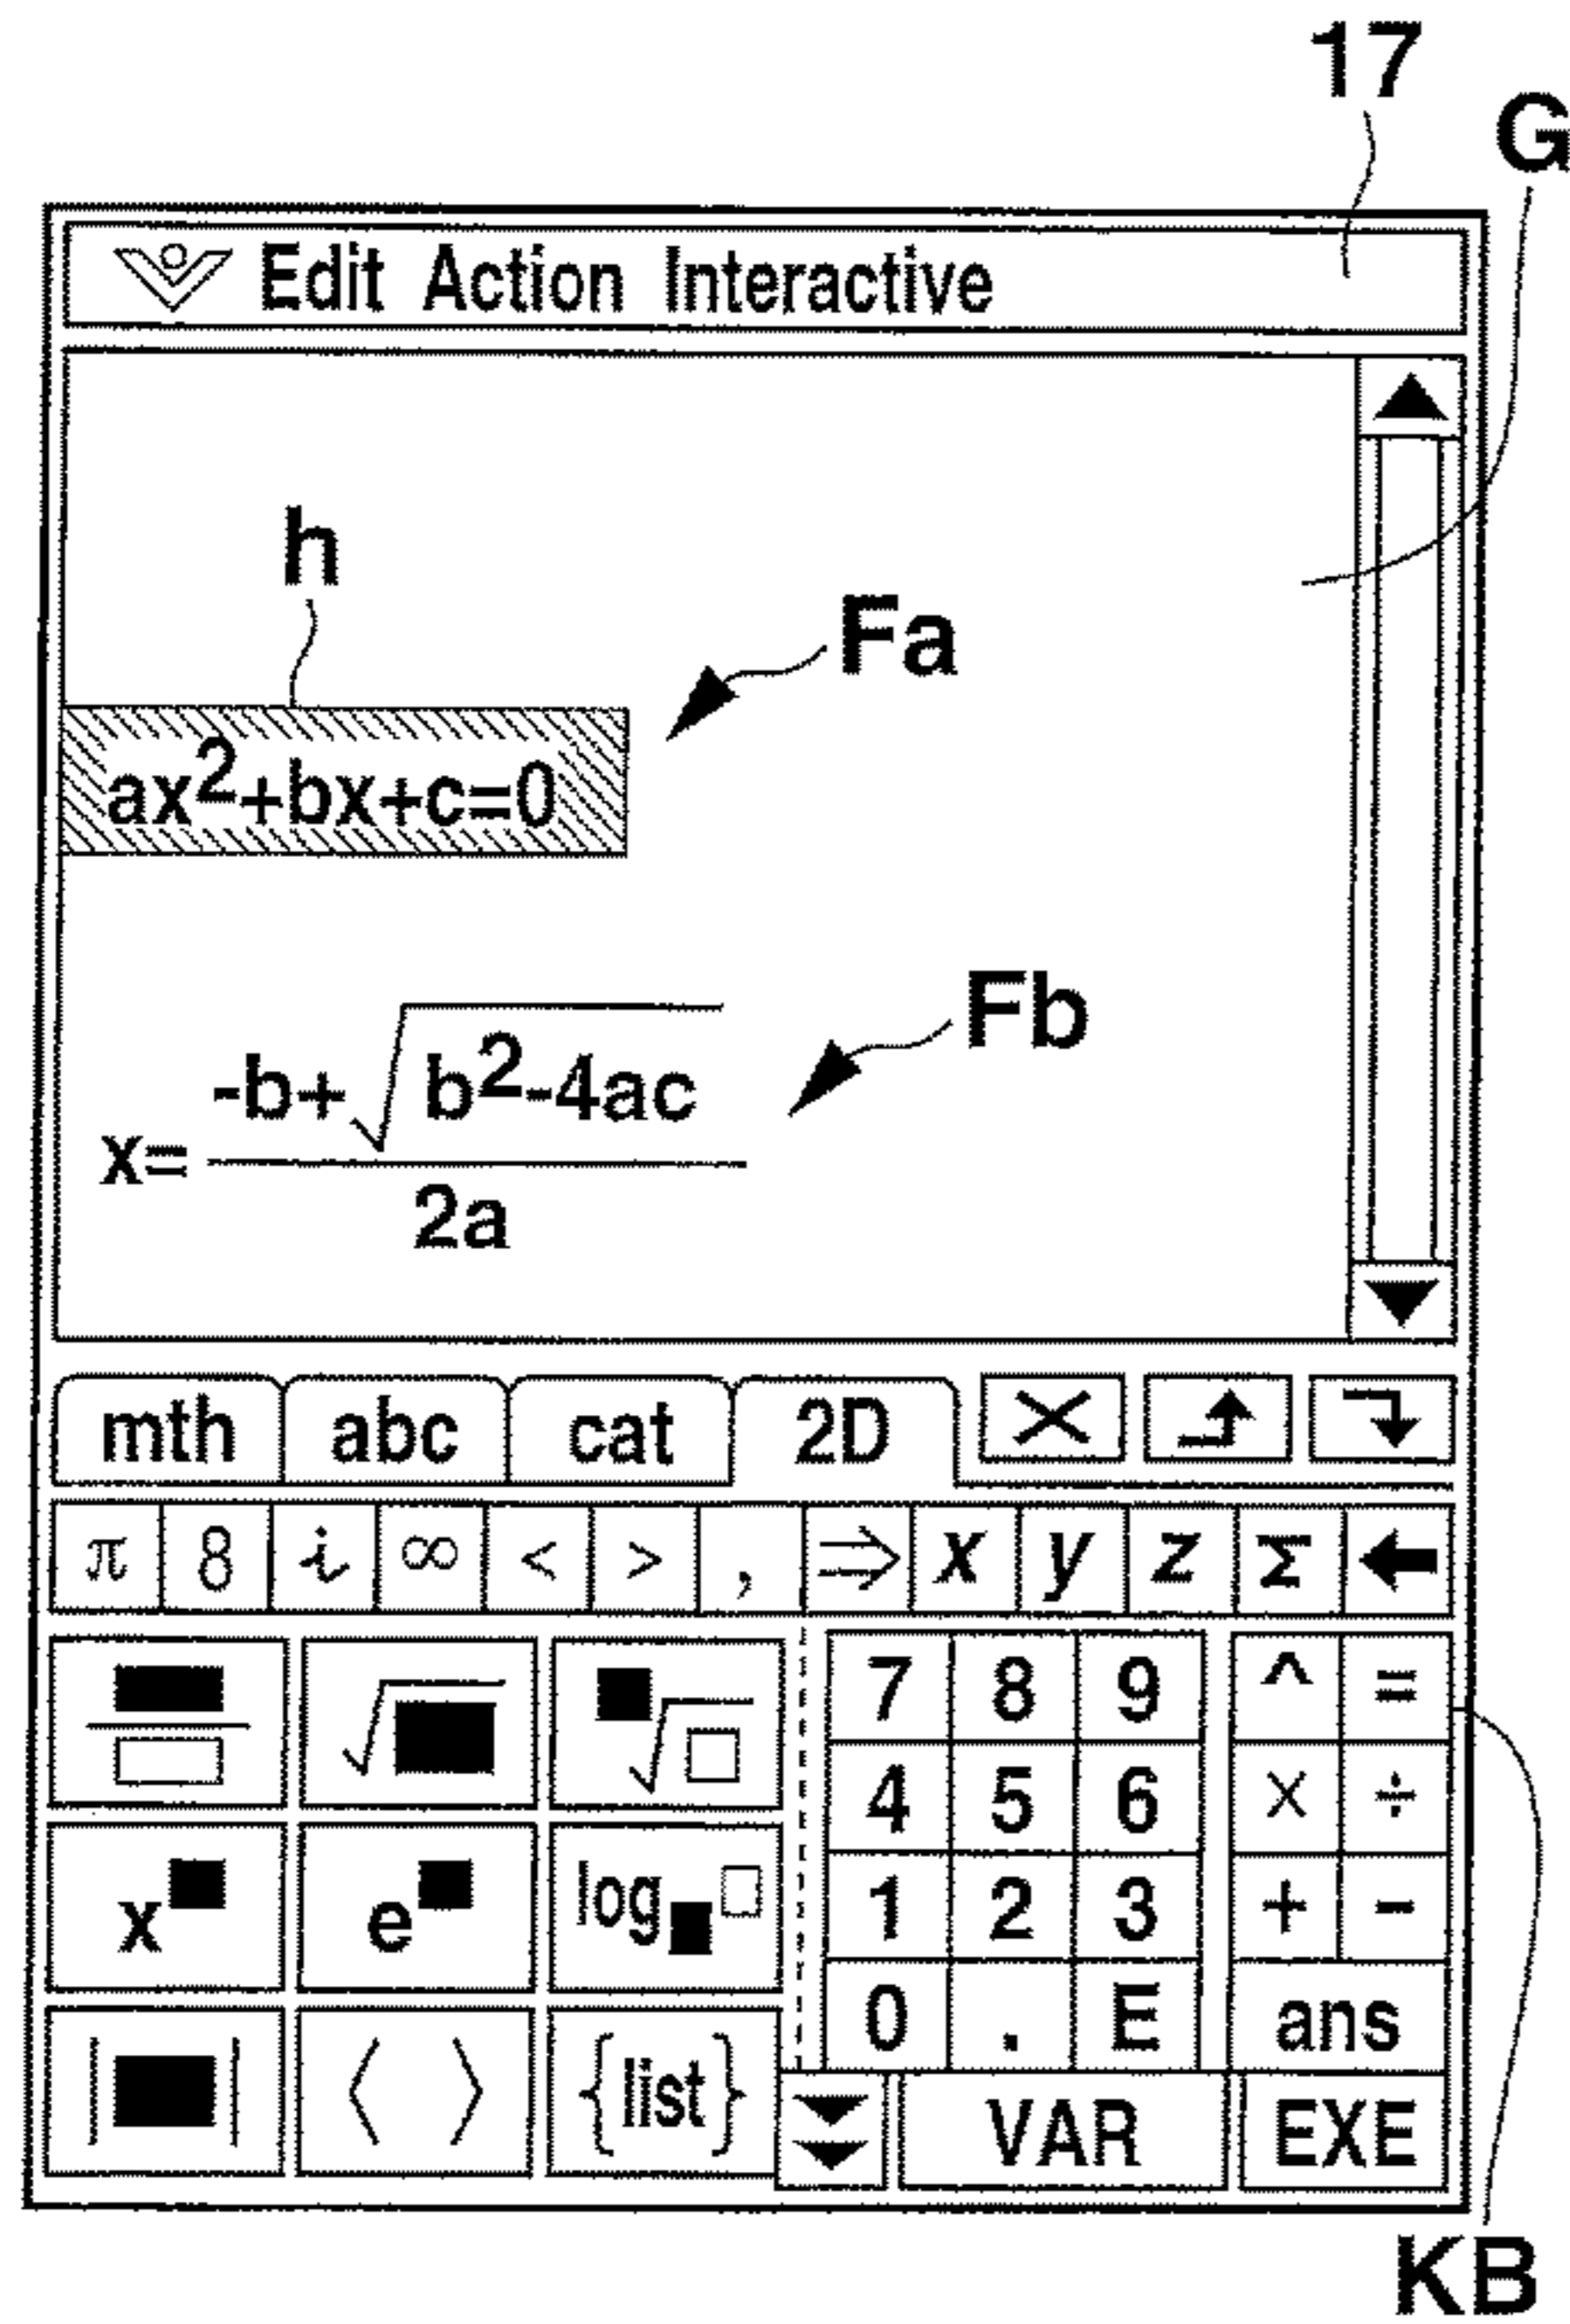 17
G
Edit Action Interactive
h
Fa
ax²+bx+c=0
Fb
x=
-b+√b²-4ac
2a
mth abc cat 2D
π 8 i ∞ < > , ⇒ x y z Σ ←
√ √ 7 8 9 ^ =
4 5 6 × ÷
x e log 1 2 3 + -
0 . E ans
| | 〈 〉 {list} VAR EXE
KB